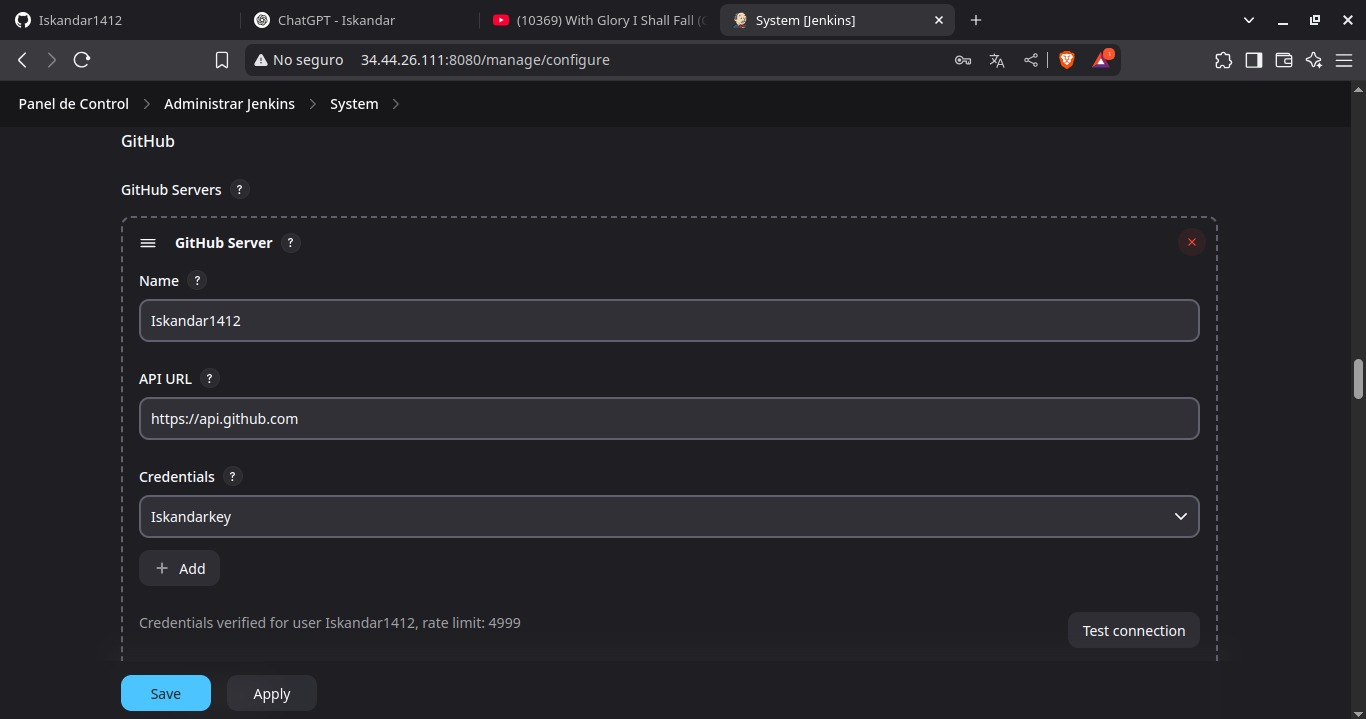 Iskandar1412
ChatGPT - Iskandar
(10369) With Glory I Shall Fall (
System [Jenkins]
No seguro 34.44.26.111:8080/manage/configure
Panel de Control > Administrar Jenkins > System >
GitHub
GitHub Servers ?
GitHub Server ?
Name ?
Iskandar1412
API URL ?
https://api.github.com
Credentials ?
Iskandarkey
+ Add
Credentials verified for user Iskandar1412, rate limit: 4999
Test connection
Save
Apply